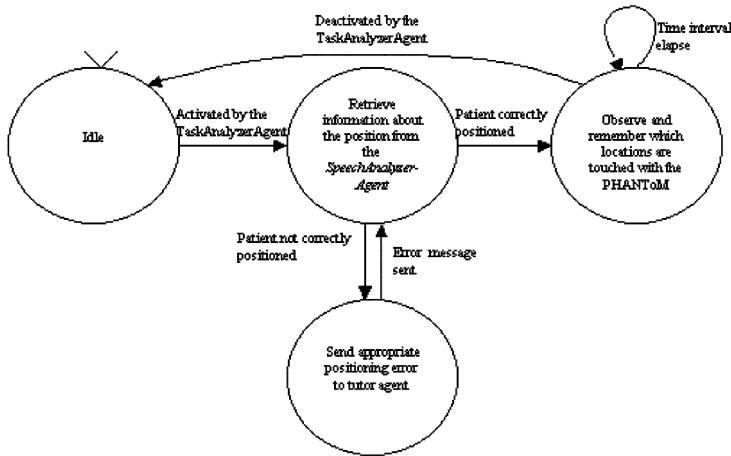 Deactivated by the
TaskAnalyzerAgent
Time interval
elapse
Idle
Activated by the
TaskAnalyzerAgent
Retrieve
information about
the position from
the
SpeechAnalyzer-
Agent
Patient correctly
positioned
Observe and
remember which
locations are
touched with the
PHANToM
Patient not correctly
positioned
Error message
sent
Send appropriate
positioning error
to tutor agent